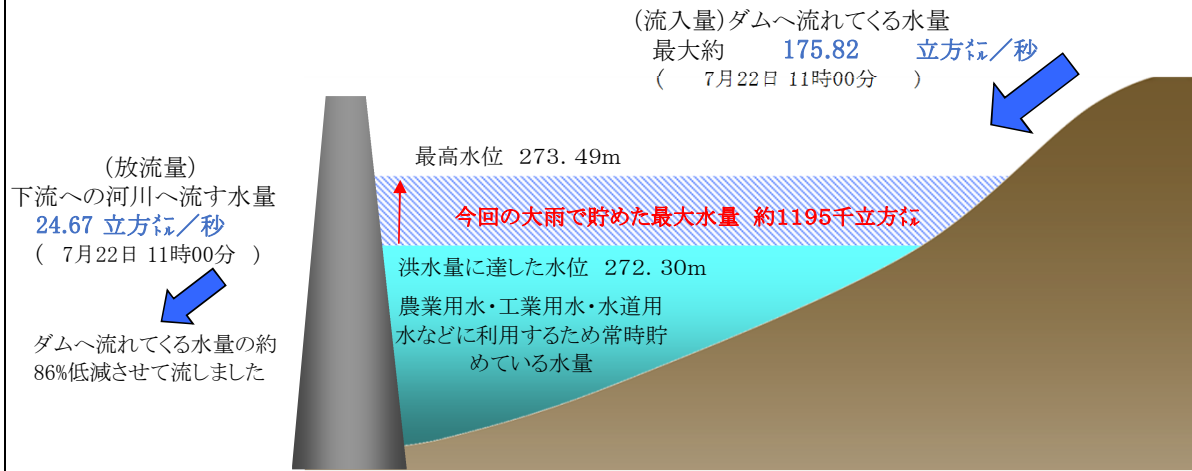 (流入量)ダムへ流れてくる水量
最大約 175.82 立方㍍/秒
( 7月22日 11時00分 )
最高水位 273.49m
(放流量)
下流への河川へ流す水量
24.67 立方㍍/秒
( 7月22日 11時00分 )
今回の大雨で貯めた最大水量 約1195千立方㍍
洪水量に達した水位 272.30m
農業用水・工業用水・水道用
水などに利用するため常時貯
めている水量
ダムへ流れてくる水量の約
86%低減させて流しました